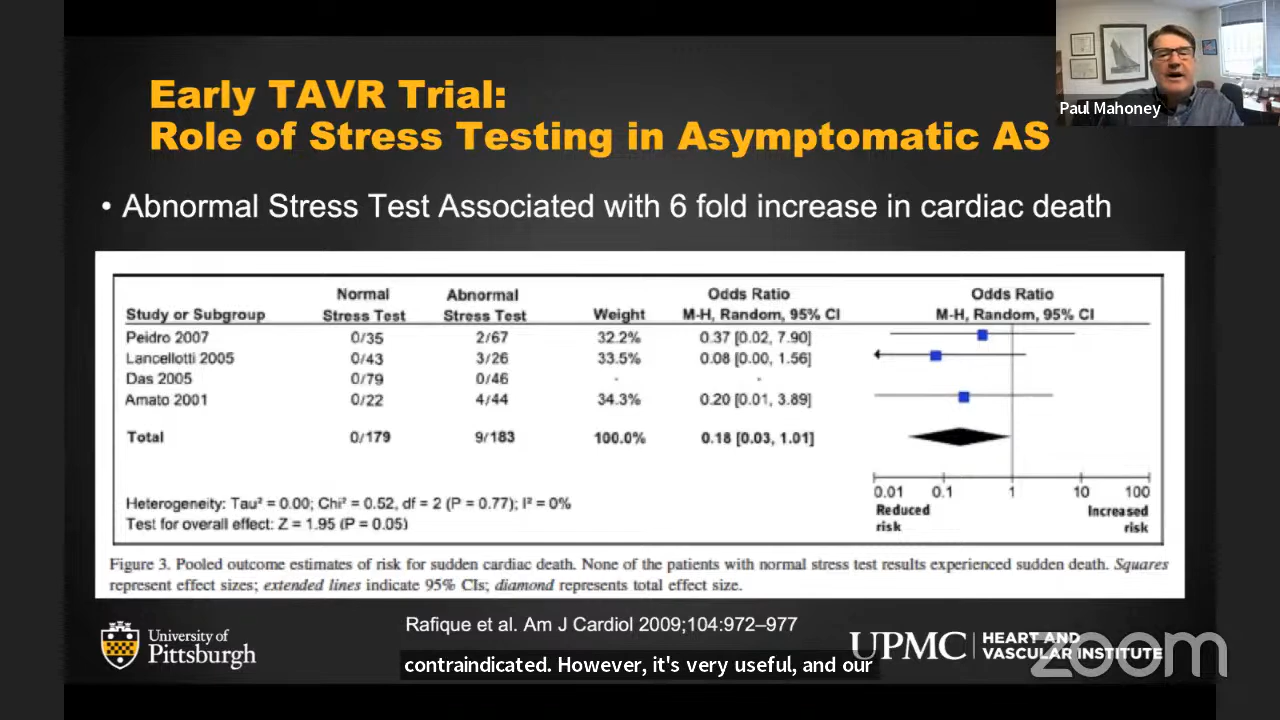 Paul Mahoney
Early TAVR Trial:
Role of Stress Testing in Asymptomatic AS
• Abnormal Stress Test Associated with 6 fold increase in cardiac death
Normal Abnormal Odds Ratio Odds Ratio
Study or Subgroup Stress Test Stress Test Weight M-H, Random, 95% CI M-H, Random, 95% CI
Peidro 2007 0/35 2/67 32.2% 0.37 [0.02, 7.90]
Lancellotti 2005 0/43 3/26 33.5% 0.08 [0.00, 1.56]
Das 2005 0/79 0/46 - -
Amato 2001 0/22 4/44 34.3% 0.20 [0.01, 3.89]
Total 0/179 9/183 100.0% 0.18 [0.03, 1.01]
0.01 0.1 1 10 100
Reduced Increased
risk risk
Heterogeneity: Tau² = 0.00; Chi² = 0.52, df = 2 (P = 0.77); I² = 0%
Test for overall effect: Z = 1.95 (P = 0.05)
Figure 3. Pooled outcome estimates of risk for sudden cardiac death. None of the patients with normal stress test results experienced sudden death. Squares
represent effect sizes; extended lines indicate 95% CIs; diamond represents total effect size.
Rafique et al. Am J Cardiol 2009;104:972–977
University of
Pittsburgh
UPMC HEART AND
VASCULAR INSTITUTE
zoom
contraindicated. However, it's very useful, and our